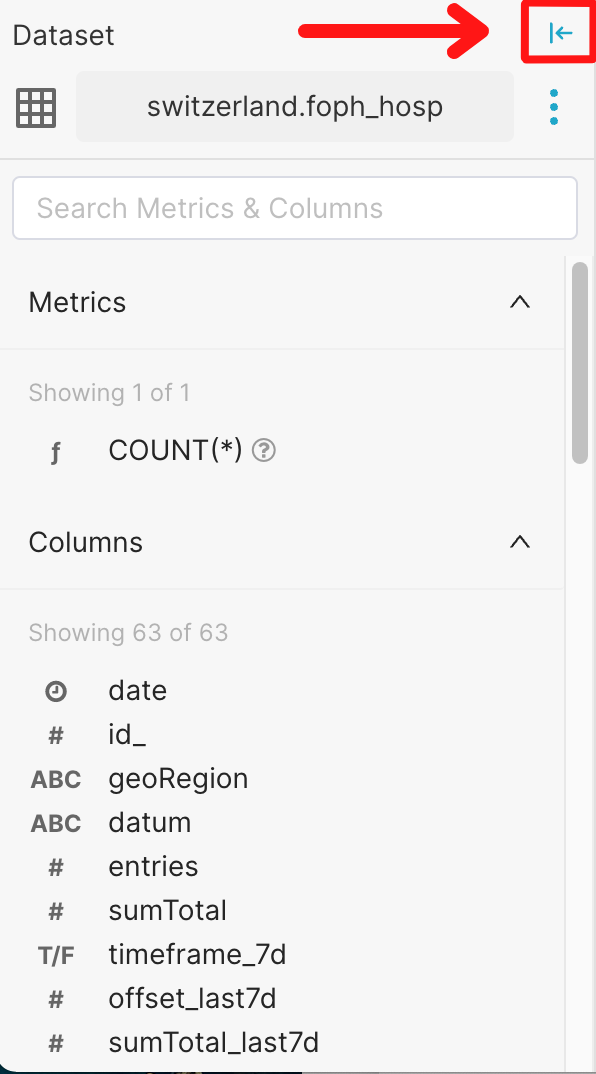 Dataset
switzerland.foph_hosp
Search Metrics & Columns
Metrics
Showing 1 of 1
ƒ COUNT(*) ?
Columns
Showing 63 of 63
date
# id_
ABC geoRegion
ABC datum
# entries
# sumTotal
T/F timeframe_7d
# offset_last7d
# sumTotal_last7d